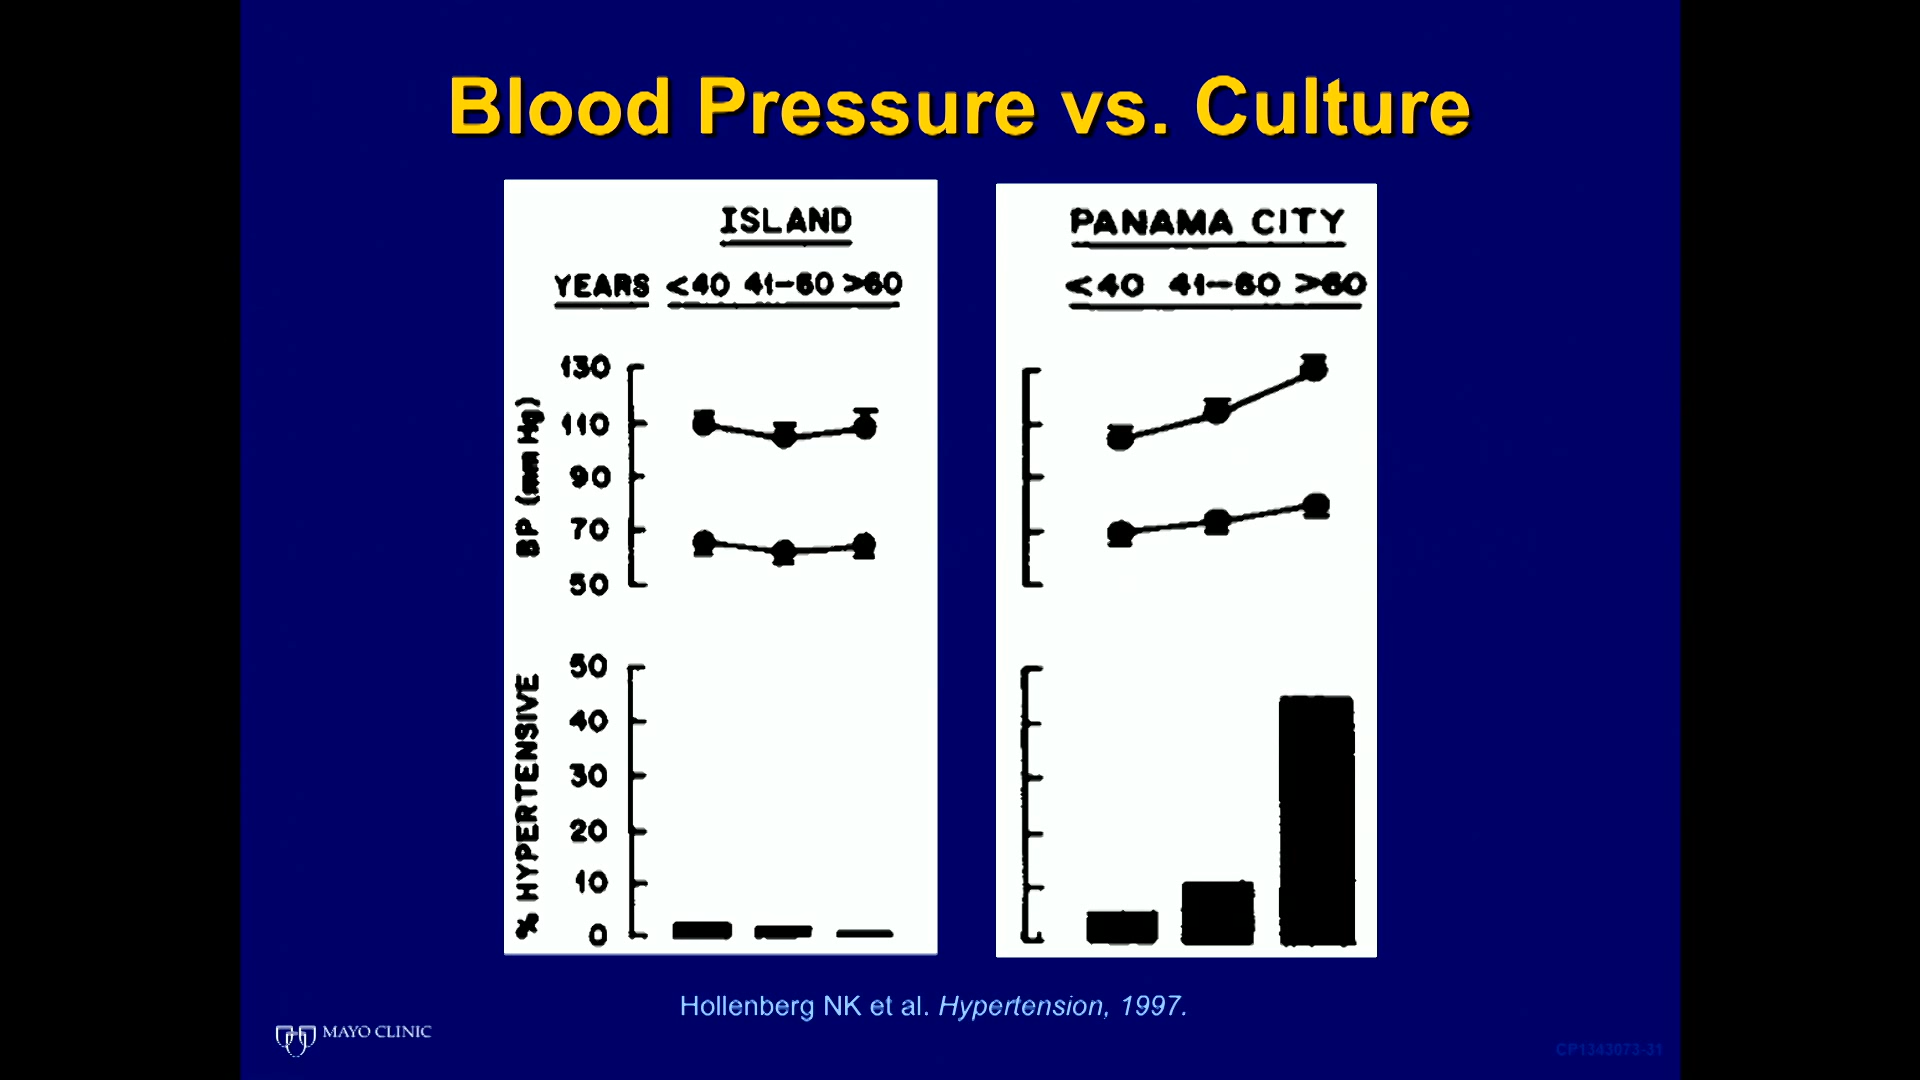 Blood Pressure vs. Culture
ISLAND
YEARS <40 41-60 >60
130
110
90
70
50
BP (mm Hg)
50
40
30
20
10
0
% HYPERTENSIVE
PANAMA CITY
<40 41-60 >60
Hollenberg NK et al. Hypertension, 1997.
MAYO CLINIC
CP1343073-31